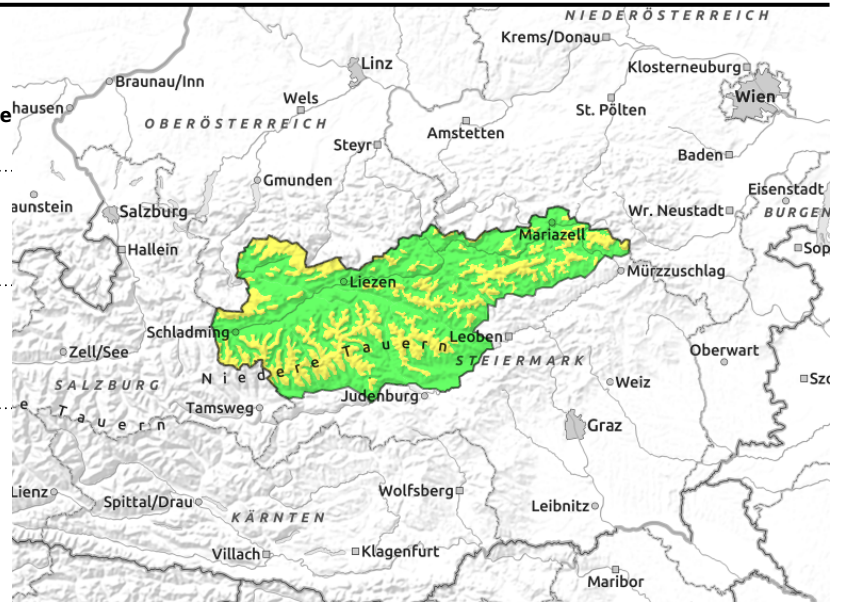 NIEDERÖSTERREICH
Krems/Donau
Linz
Klosterneuburg
Braunau/Inn
Wien
hausen
Wels
e
St. Pölten
OBERÖSTERREICH
Amstetten
Steyr
Baden
Gmunden
Eisenstadt
aunstein
Salzburg
Wr. Neustadt
BURGEN
Mariazell
Hallein
Sop
Mürzzuschlag
Liezen
Schladming
Leoben
Zell/See
Niedere Tauern
STEIERMARK
Oberwart
SALZBURG
Weiz
Szo
Judenburg
Tamsweg
e Tauern
Graz
Lienz
Wolfsberg
Spittal/Drau
Leibnitz
KÄRNTEN
Villach
Klagenfurt
Maribor